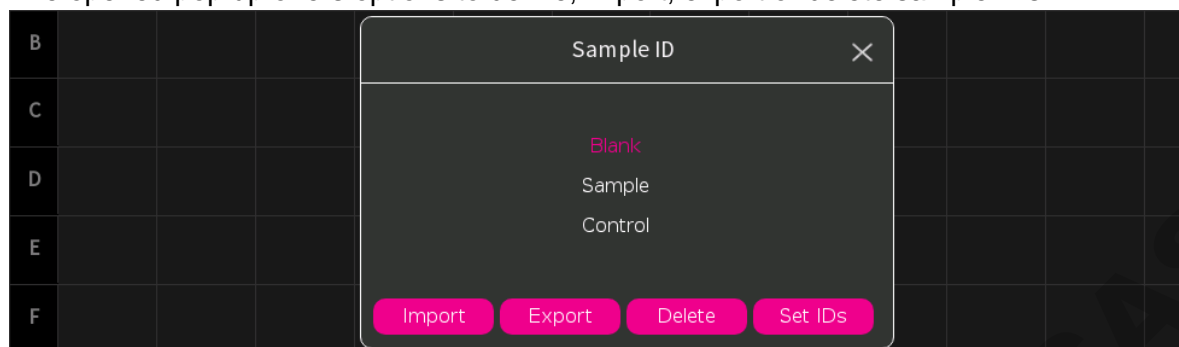 B
Sample ID
C
Blank
D
Sample
Control
E
F
Import Export Delete Set IDs